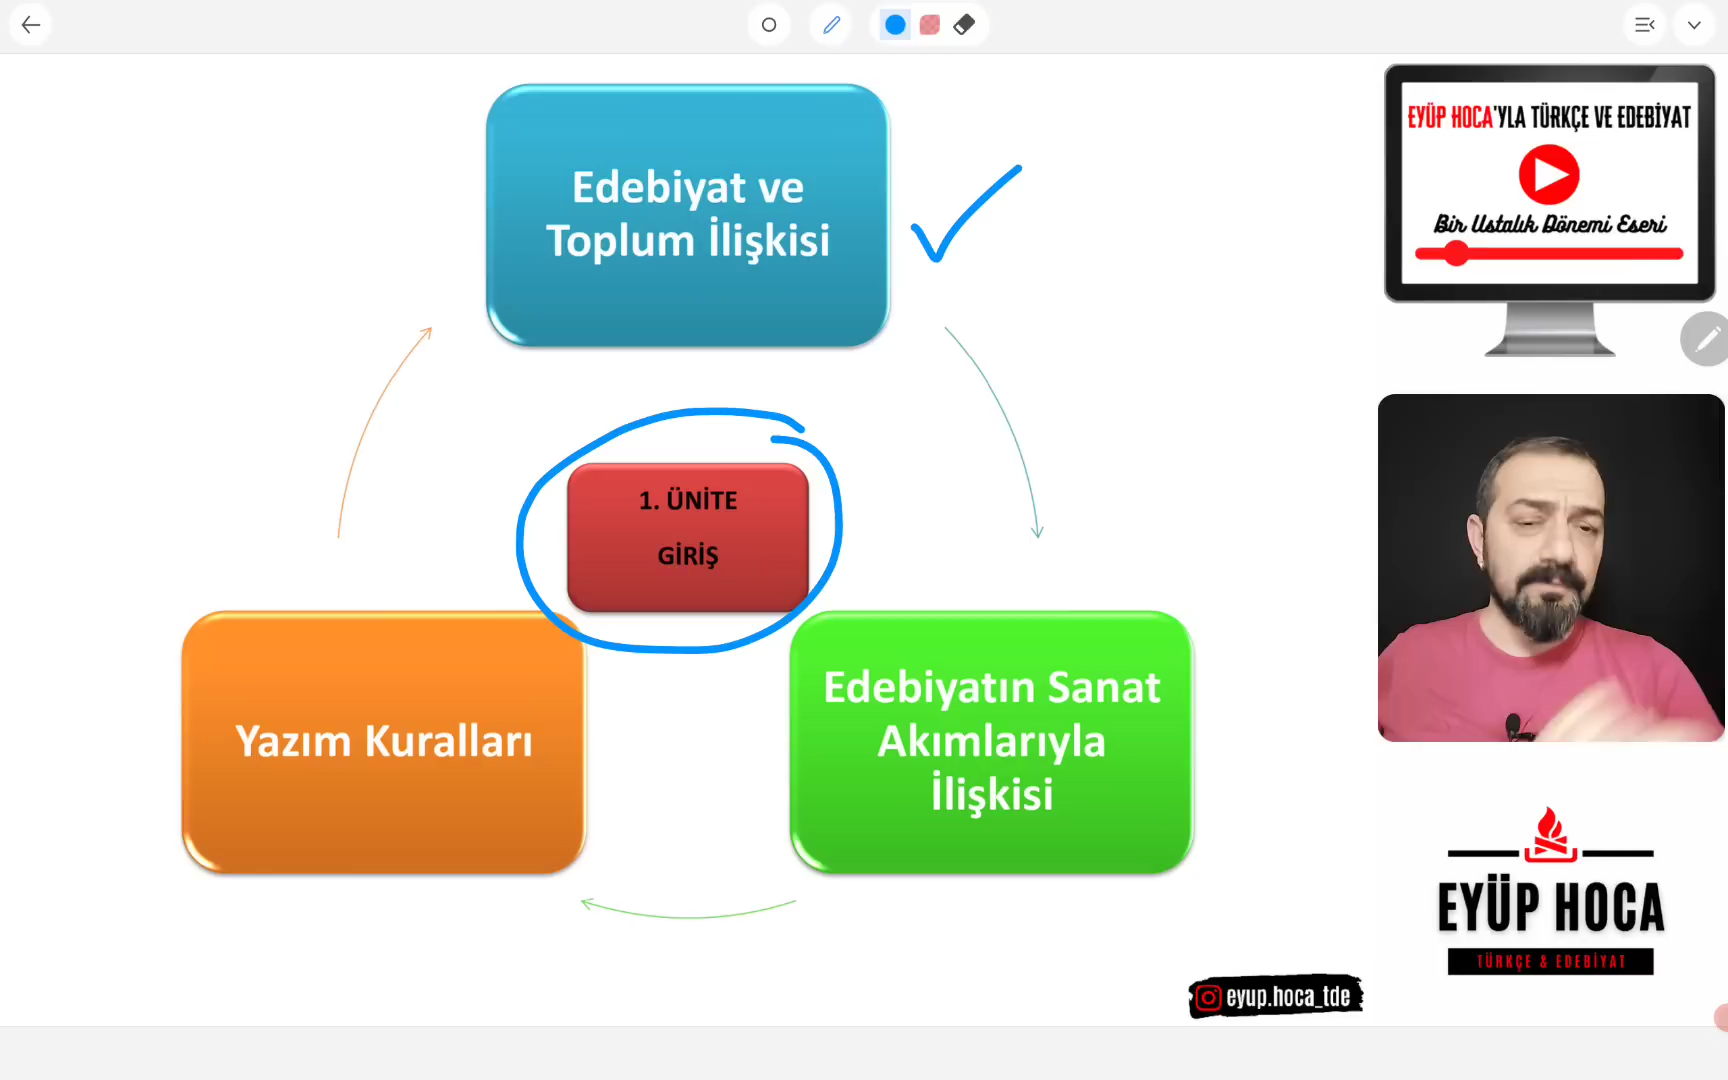 Edebiyat ve
Toplum İlişkisi
1. ÜNİTE
GİRİŞ
Yazım Kuralları
Edebiyatın Sanat
Akımlarıyla
İlişkisi
EYÜP HOCA'YLA TÜRKÇE VE EDEBİYAT
Bir Ustalık Dönemi Eseri
EYÜP HOCA
TÜRKÇE & EDEBİYAT
eyup.hoca_tde